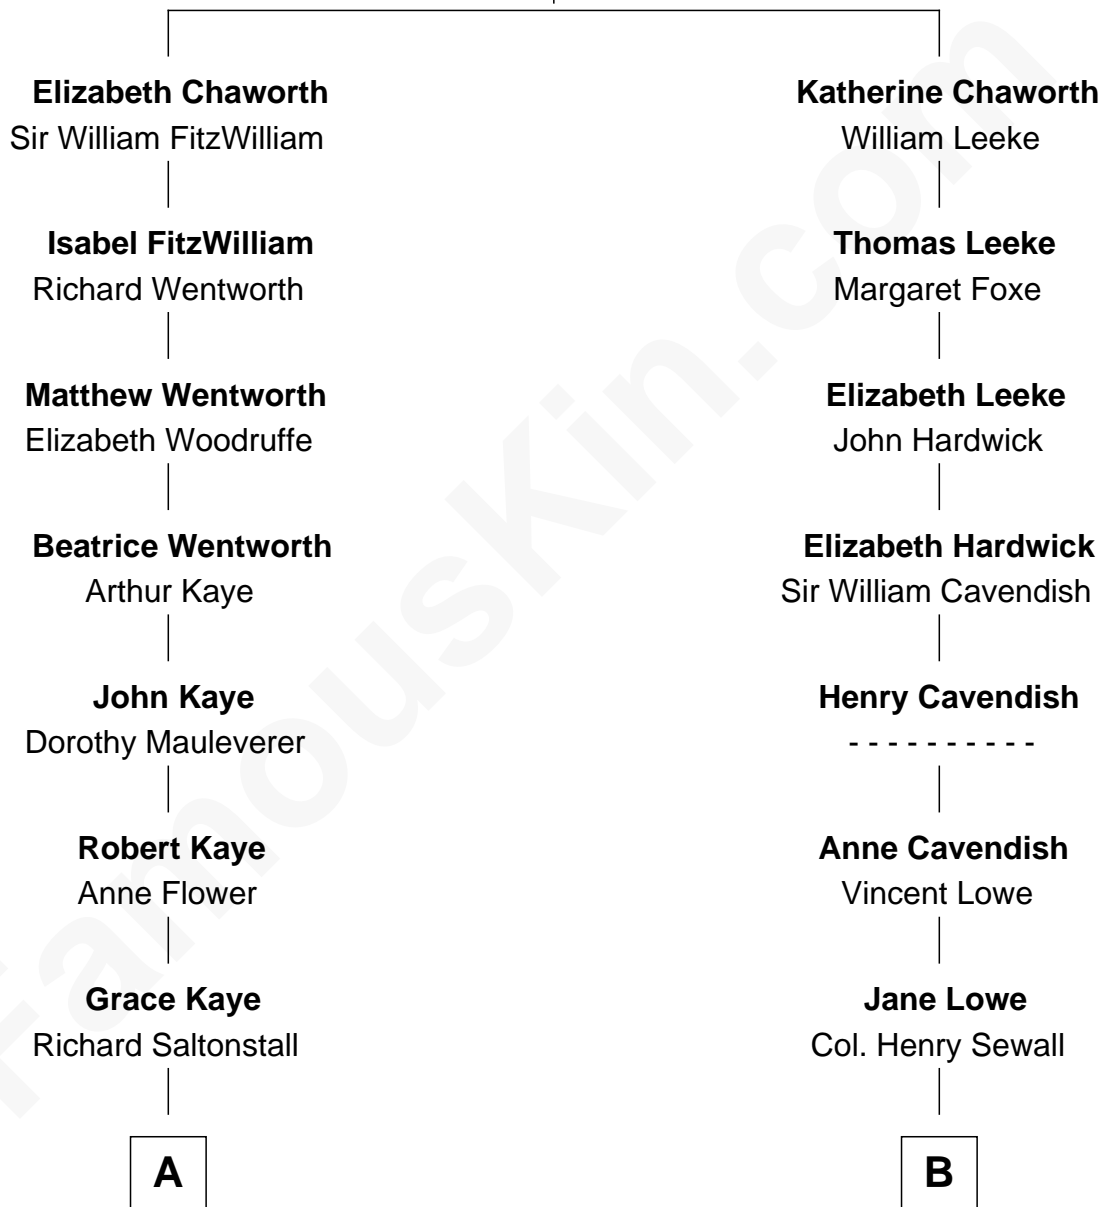 Elizabeth Chaworth
Sir William FitzWilliam
Isabel FitzWilliam
Richard Wentworth
Matthew Wentworth
Elizabeth Woodruffe
Beatrice Wentworth
Arthur Kaye
John Kaye
Dorothy Mauleverer
Robert Kaye
Anne Flower
Grace Kaye
Richard Saltonstall
A
Katherine Chaworth
William Leeke
Thomas Leeke
Margaret Foxe
Elizabeth Leeke
John Hardwick
Elizabeth Hardwick
Sir William Cavendish
Henry Cavendish
- - - - - - - - - -
Anne Cavendish
Vincent Lowe
Jane Lowe
Col. Henry Sewall
B
FamousKin.com